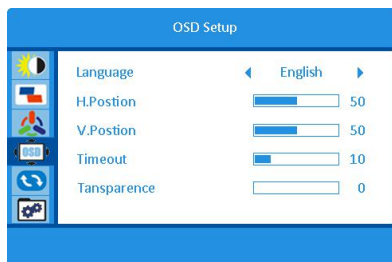 OSD Setup
Language English
H.Postion 50
V.Postion 50
OSD Timeout 10
Tansparence 0